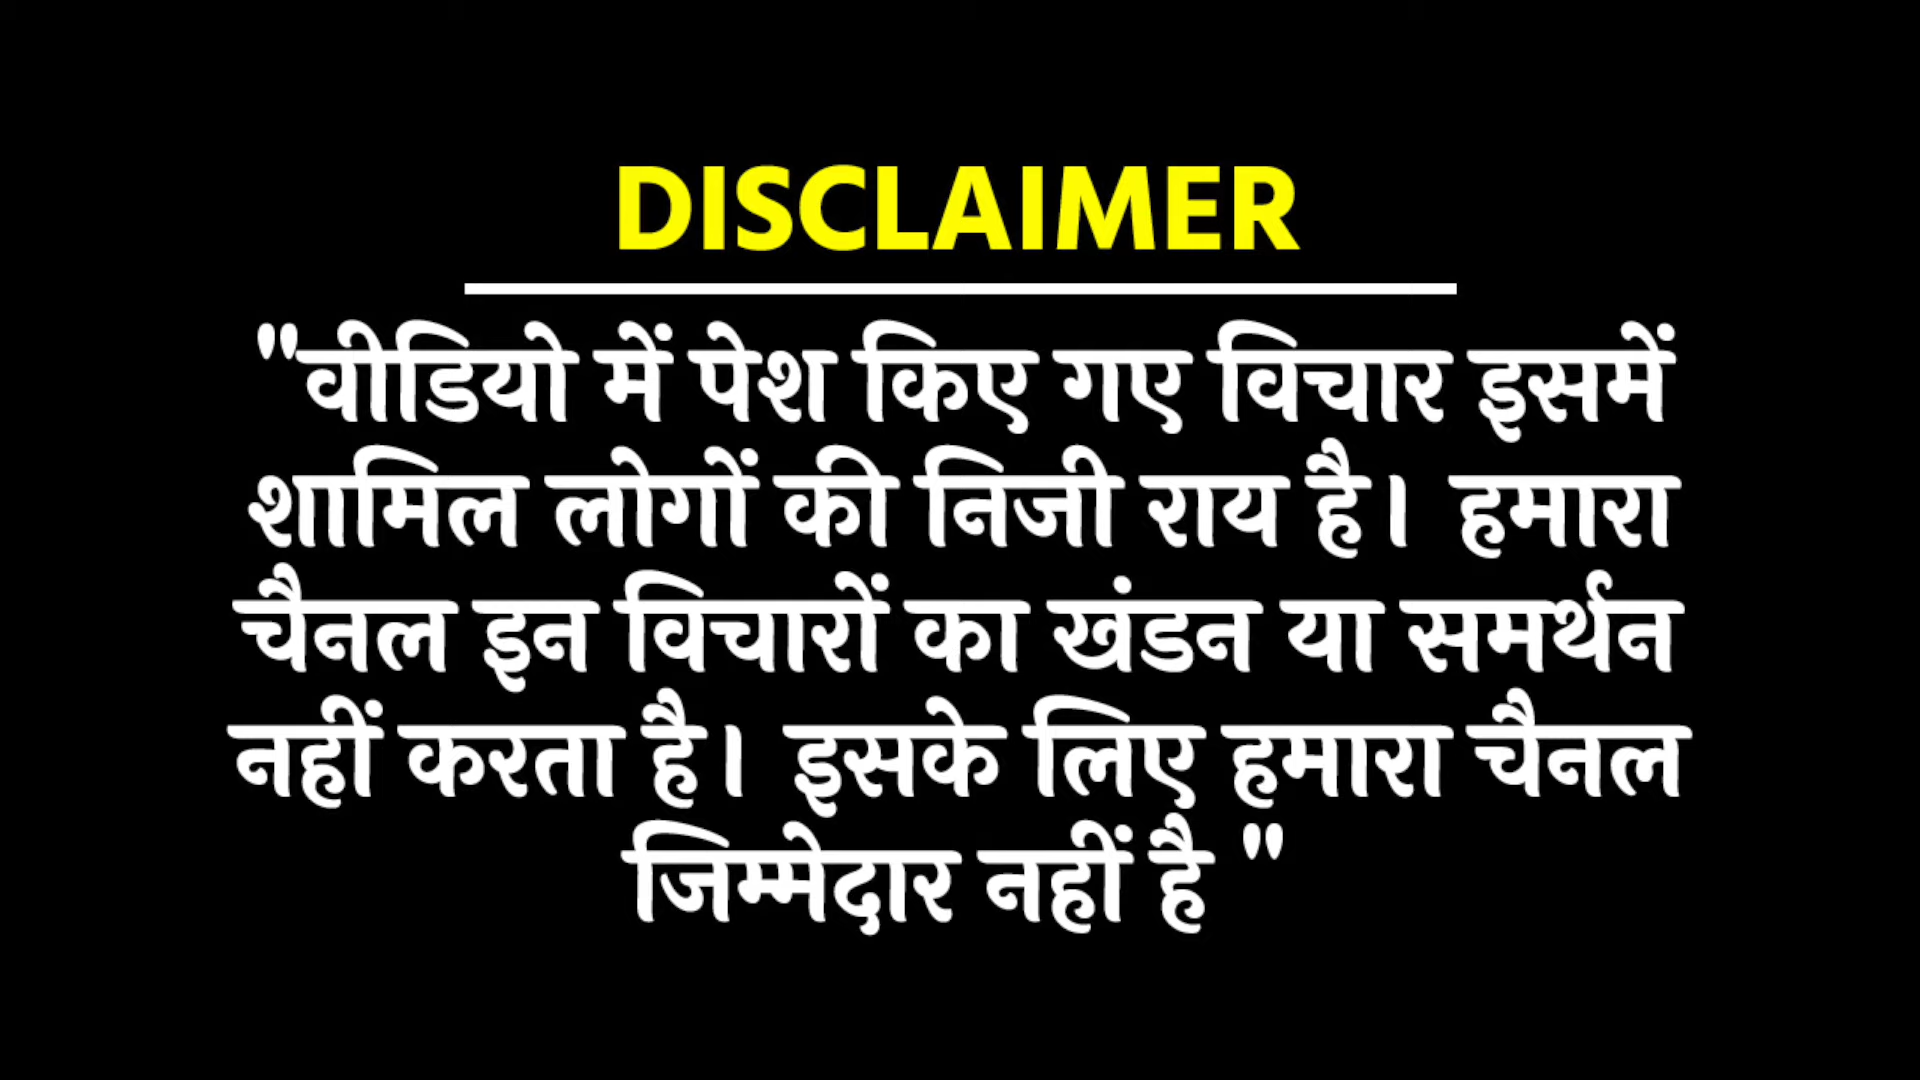 DISCLAIMER
"वीडियो में पेश किए गए विचार इसमें
शामिल लोगों की निजी राय है। हमारा
चैनल इन विचारों का खंडन या समर्थन
नहीं करता है। इसके लिए हमारा चैनल
जिम्मेदार नहीं है "